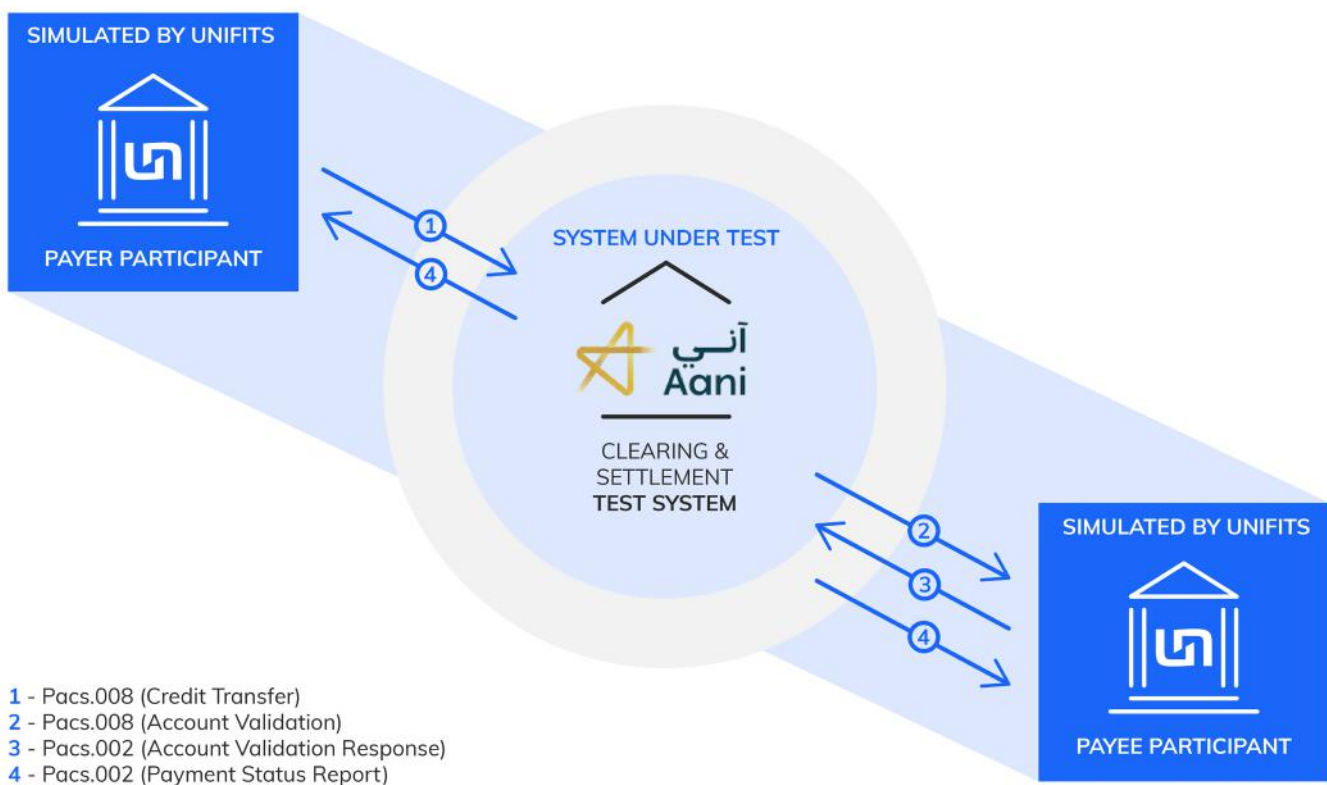 SIMULATED BY UNIFITS
PAYER PARTICIPANT
1
4
SYSTEM UNDER TEST
آنــي
Aani
CLEARING &
SETTLEMENT
TEST SYSTEM
2
3
4
SIMULATED BY UNIFITS
PAYEE PARTICIPANT
1 - Pacs.008 (Credit Transfer)
2 - Pacs.008 (Account Validation)
3 - Pacs.002 (Account Validation Response)
4 - Pacs.002 (Payment Status Report)